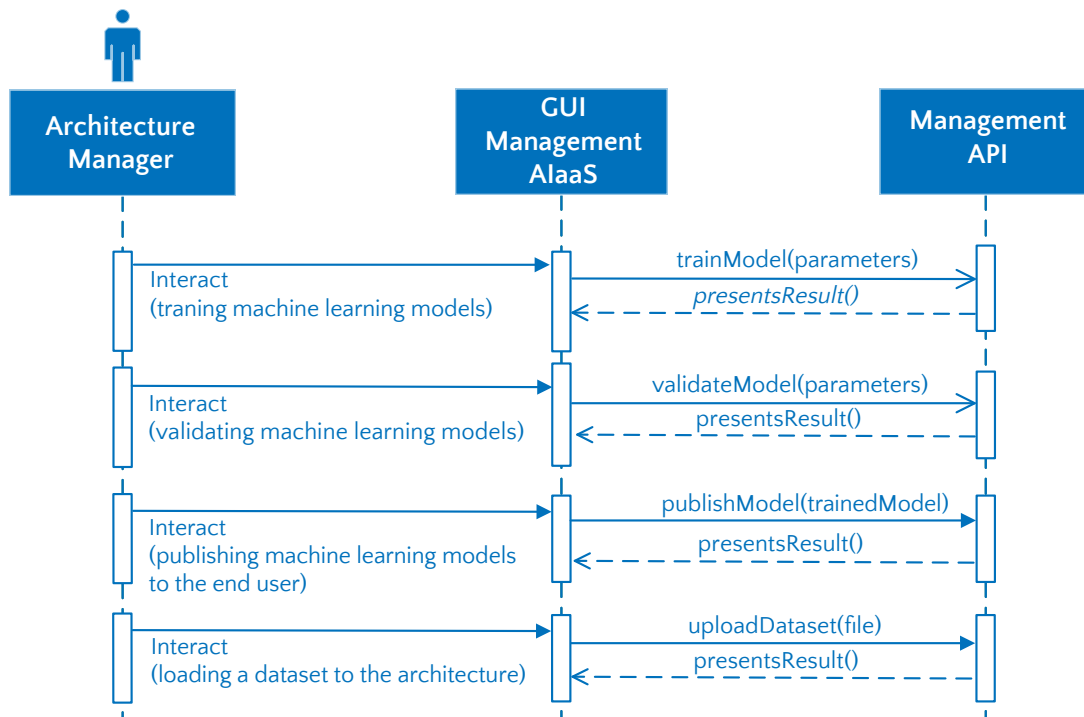 Architecture
Manager
GUI
Management
AIaaS
Management
API
Interact
(traning machine learning models)
trainModel(parameters)
presentsResult()
Interact
(validating machine learning models)
validateModel(parameters)
presentsResult()
Interact
(publishing machine learning models
to the end user)
publishModel(trainedModel)
presentsResult()
Interact
(loading a dataset to the architecture)
uploadDataset(file)
presentsResult()